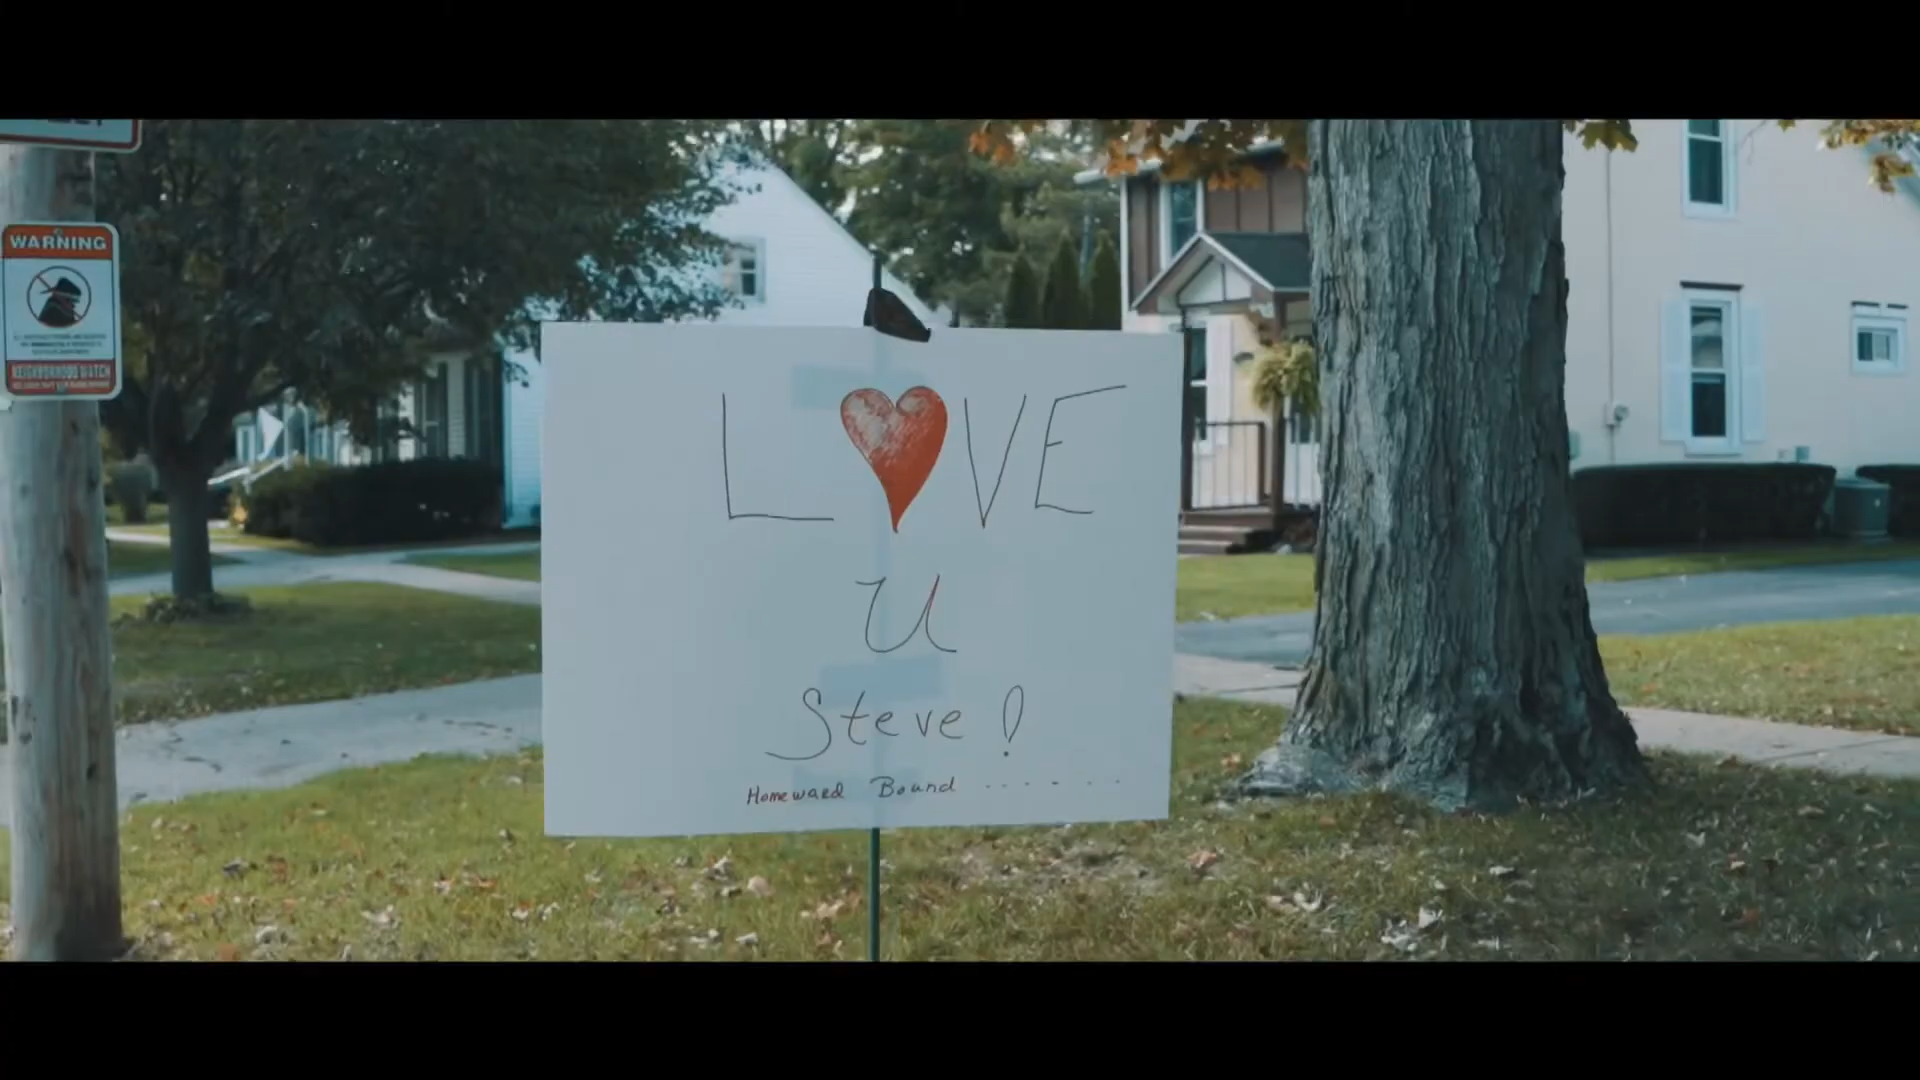 WARNING
NEIGHBORHOOD WATCH
L VE
U
Steve!
Homeward Bound .......